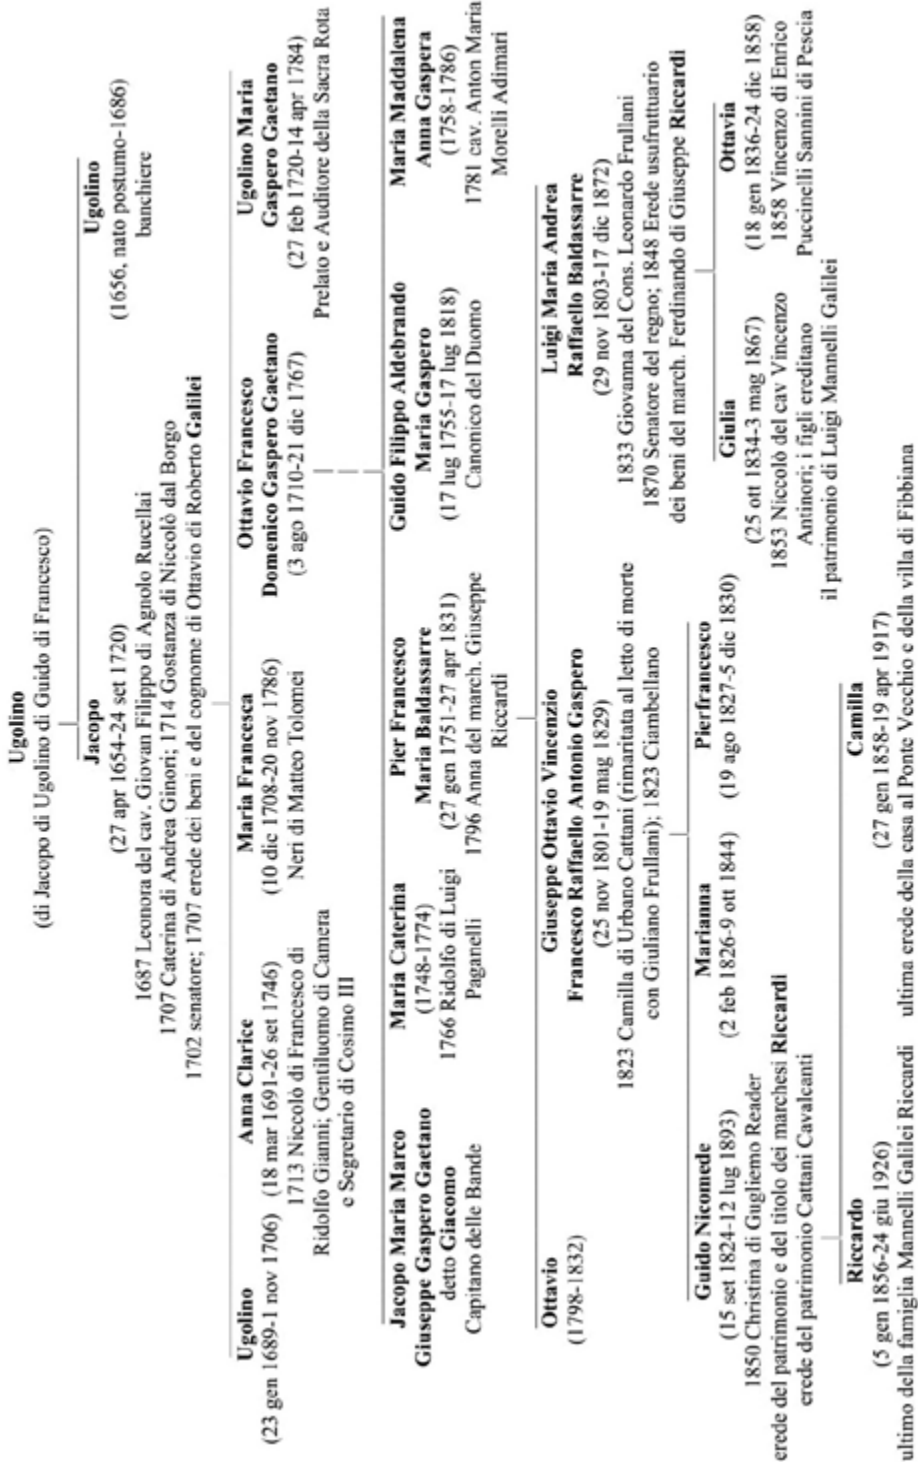 Ugolino
(di Jacopo di Ugolino di Guido di Francesco)
Jacopo
(27 apr 1654-24 set 1720)
1687 Leonora del cav. Giovan Filippo di Agnolo Rucellai
1707 Caterina di Andrea Ginori; 1714 Gostanza di Niccolò dal Borgo
1702 senatore; 1707 erede dei beni e del cognome di Ottavio di Roberto Galilei
Ugolino
(1656, nato postumo-1686)
banchiere
Ugolino
(23 gen 1689-1 nov 1706)
Anna Clarice
(18 mar 1691-26 set 1746)
1713 Niccolò di Francesco di
Ridolfo Gianni; Gentiluomo di Camera
e Segretario di Cosimo III
Maria Francesca
(10 dic 1708-20 nov 1786)
Neri di Matteo Tolomei
Ottavio Francesco
Domenico Gaspero Gaetano
(3 ago 1710-21 dic 1767)
Ugolino Maria
Gaspero Gaetano
(27 feb 1720-14 apr 1784)
Prelato e Auditore della Sacra Rota
Jacopo Maria Marco
Giuseppe Gaspero Gaetano
detto Giacomo
Capitano delle Bande
Maria Caterina
(1748-1774)
1766 Ridolfo di Luigi
Paganelli
Pier Francesco
Maria Baldassarre
(27 gen 1751-27 apr 1831)
1796 Anna del march. Giuseppe
Riccardi
Guido Filippo Aldebrando
Maria Gaspero
(17 lug 1755-17 lug 1818)
Canonico del Duomo
Maria Maddalena
Anna Gaspera
(1758-1786)
1781 cav. Anton Maria
Morelli Adimari
Ottavio
(1798-1832)
Giuseppe Ottavio Vincenzio
Francesco Raffaello Antonio Gaspero
(25 nov 1801-19 mag 1829)
1823 Camilla di Urbano Cattani (rimaritata al letto di morte
con Giuliano Frullani); 1823 Ciambellano
Luigi Maria Andrea
Raffaello Baldassarre
(29 nov 1803-17 dic 1872)
1833 Giovanna del Cons. Leonardo Frullani
1870 Senatore del regno; 1848 Erede usufruttuario
dei beni del march. Ferdinando di Giuseppe Riccardi
Guido Nicomede
(15 set 1824-12 lug 1893)
1850 Christina di Gugliemo Reader
erede del patrimonio e del titolo dei marchesi Riccardi
erede del patrimonio Cattani Cavalcanti
Marianna
(2 feb 1826-9 ott 1844)
Pierfrancesco
(19 ago 1827-5 dic 1830)
Giulia
(25 ott 1834-3 mag 1867)
1853 Niccolò del cav Vincenzo
Antinori; i figli ereditano
il patrimonio di Luigi Mannelli Galilei
Ottavia
(18 gen 1836-24 dic 1858)
1858 Vincenzo di Enrico
Puccinelli Sannini di Pescia
Riccardo
(5 gen 1856-24 giu 1926)
ultimo della famiglia Mannelli Galilei Riccardi
Camilla
(27 gen 1858-19 apr 1917)
ultima erede della casa al Ponte Vecchio e della villa di Fibbiana